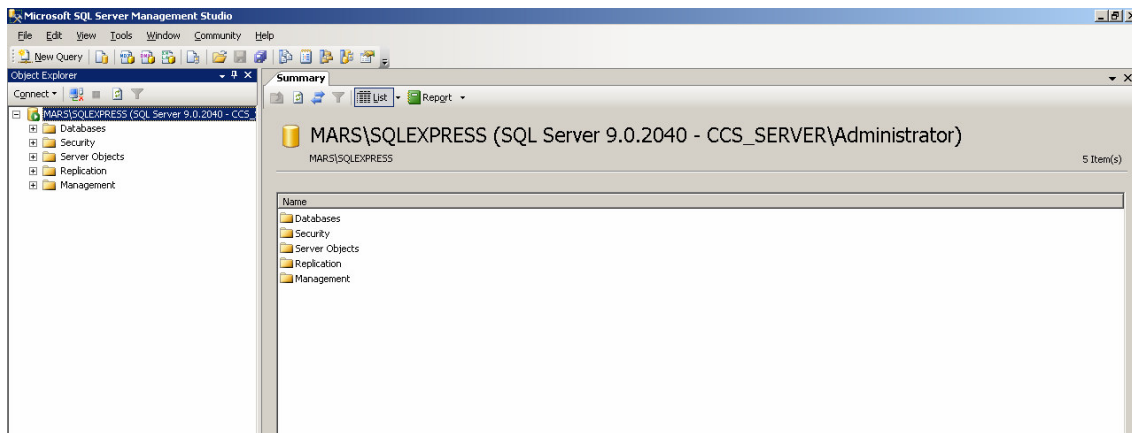 Microsoft SQL Server Management Studio
File Edit View Tools Window Community Help
New Query
Object Explorer
Summary
Connect
List
Report
MARS\SQLEXPRESS (SQL Server 9.0.2040 - CCS_
Databases
Security
Server Objects
Replication
Management
MARS\SQLEXPRESS (SQL Server 9.0.2040 - CCS_SERVER\Administrator)
MARS\SQLEXPRESS
5 Item(s)
Name
Databases
Security
Server Objects
Replication
Management